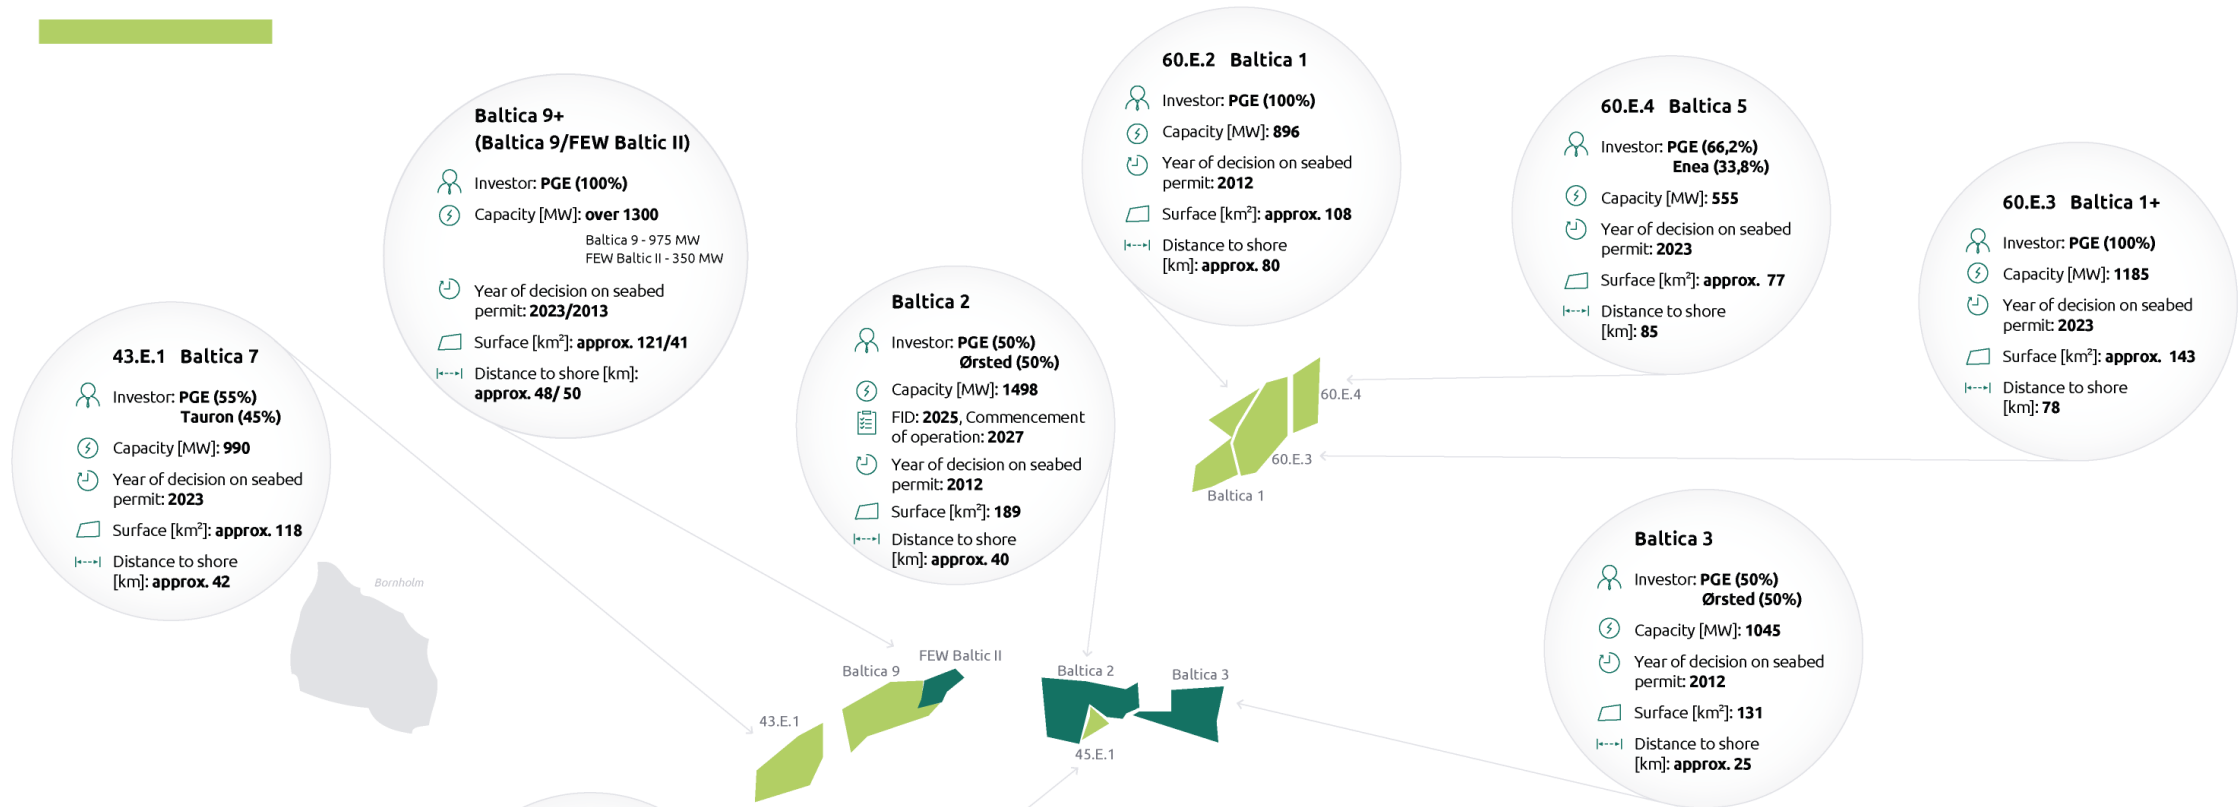 43.E.1 Baltica 7
Investor: PGE (55%)
Tauron (45%)
Capacity [MW]: 990
Year of decision on seabed
permit: 2023
Surface [km²]: approx. 118
Distance to shore
[km]: approx. 42
Baltica 9+
(Baltica 9/FEW Baltic II)
Investor: PGE (100%)
Capacity [MW]: over 1300
Baltica 9 - 975 MW
FEW Baltic II - 350 MW
Year of decision on seabed
permit: 2023/2013
Surface [km²]: approx. 121/41
Distance to shore [km]:
approx. 48/ 50
Baltica 2
Investor: PGE (50%)
Ørsted (50%)
Capacity [MW]: 1498
FID: 2025, Commencement
of operation: 2027
Year of decision on seabed
permit: 2012
Surface [km²]: 189
Distance to shore
[km]: approx. 40
60.E.2 Baltica 1
Investor: PGE (100%)
Capacity [MW]: 896
Year of decision on seabed
permit: 2012
Surface [km²]: approx. 108
Distance to shore
[km]: approx. 80
60.E.4 Baltica 5
Investor: PGE (66,2%)
Enea (33,8%)
Capacity [MW]: 555
Year of decision on seabed
permit: 2023
Surface [km²]: approx. 77
Distance to shore
[km]: 85
60.E.3 Baltica 1+
Investor: PGE (100%)
Capacity [MW]: 1185
Year of decision on seabed
permit: 2023
Surface [km²]: approx. 143
Distance to shore
[km]: 78
Baltica 3
Investor: PGE (50%)
Ørsted (50%)
Capacity [MW]: 1045
Year of decision on seabed
permit: 2012
Surface [km²]: 131
Distance to shore
[km]: approx. 25
60.E.4
60.E.3
Baltica 1
Bornholm
FEW Baltic II
Baltica 9
Baltica 2
Baltica 3
43.E.1
45.E.1